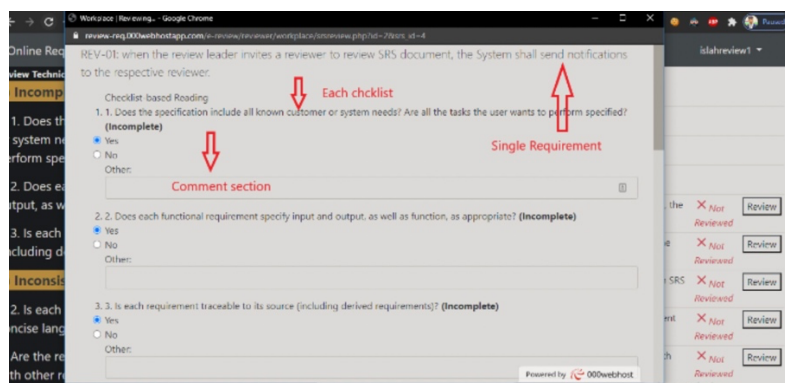 Workplace | Reviewing... - Google Chrome
review-req.000webhostapp.com/e-review/reviewer/workplace/srsreview.php?id=2&srs_id=4
Paused
Online Req
islahreview1
REV-01: when the review leader invites a reviewer to review SRS document, the System shall send notifications
to the respective reviewer.
view Techniq
Incomp
Checklist-based Reading
Each chcklist
1. 1. Does the specification include all known customer or system needs? Are all the tasks the user wants to perform specified?
(Incomplete)
Yes
No
Other:
Single Requirement
Comment section
1. Does th
system ne
erform spe
2. Does ea
tput, as w
3. Is each
cluding d
Inconsis
2. Is each
ncise lang
Are the re
th other r
2. 2. Does each functional requirement specify input and output, as well as function, as appropriate? (Incomplete)
Yes
No
Other:
3. 3. Is each requirement traceable to its source (including derived requirements)? (Incomplete)
Yes
No
Other:
, the
Not Reviewed
Review
e
Not Reviewed
Review
SRS
Not Reviewed
Review
ent
Not Reviewed
Review
th
Not Reviewed
Review
Powered by 000webhost